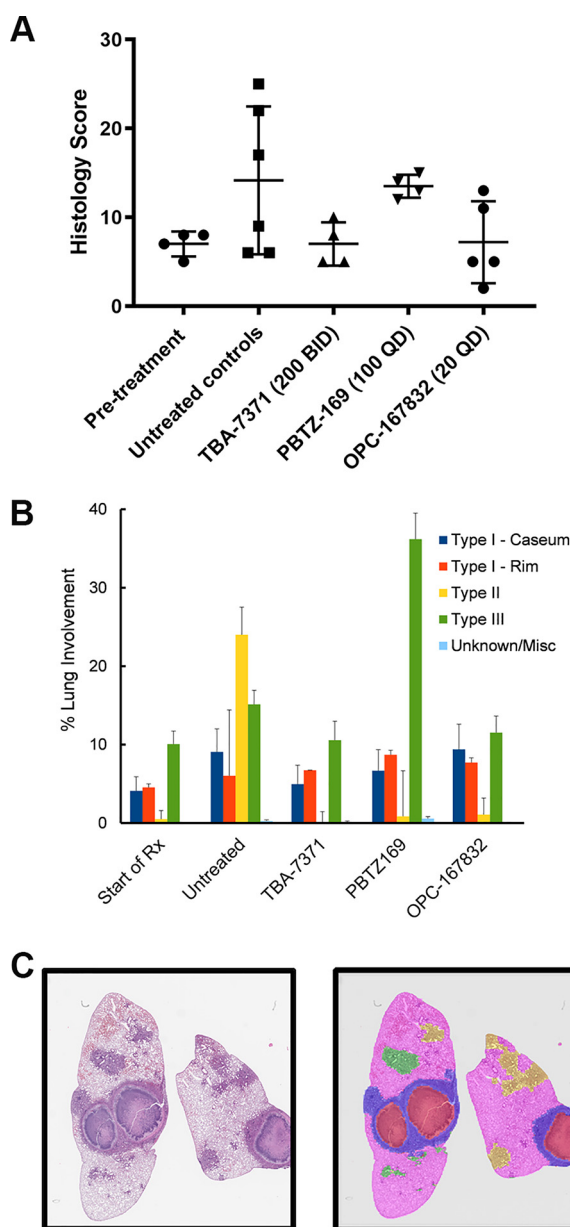 A
30
20
10
0
Histology Score
Pre-treatment
Untreated controls
TBA-7371 (200 BID)
PBTZ-169 (100 QD)
OPC-167832 (20 QD)
B
40
30
20
10
0
% Lung Involvement
Type I - Caseum
Type I - Rim
Type II
Type III
Unknown/Misc
Start of Rx
Untreated
TBA-7371
PBTZ169
OPC-167832
C